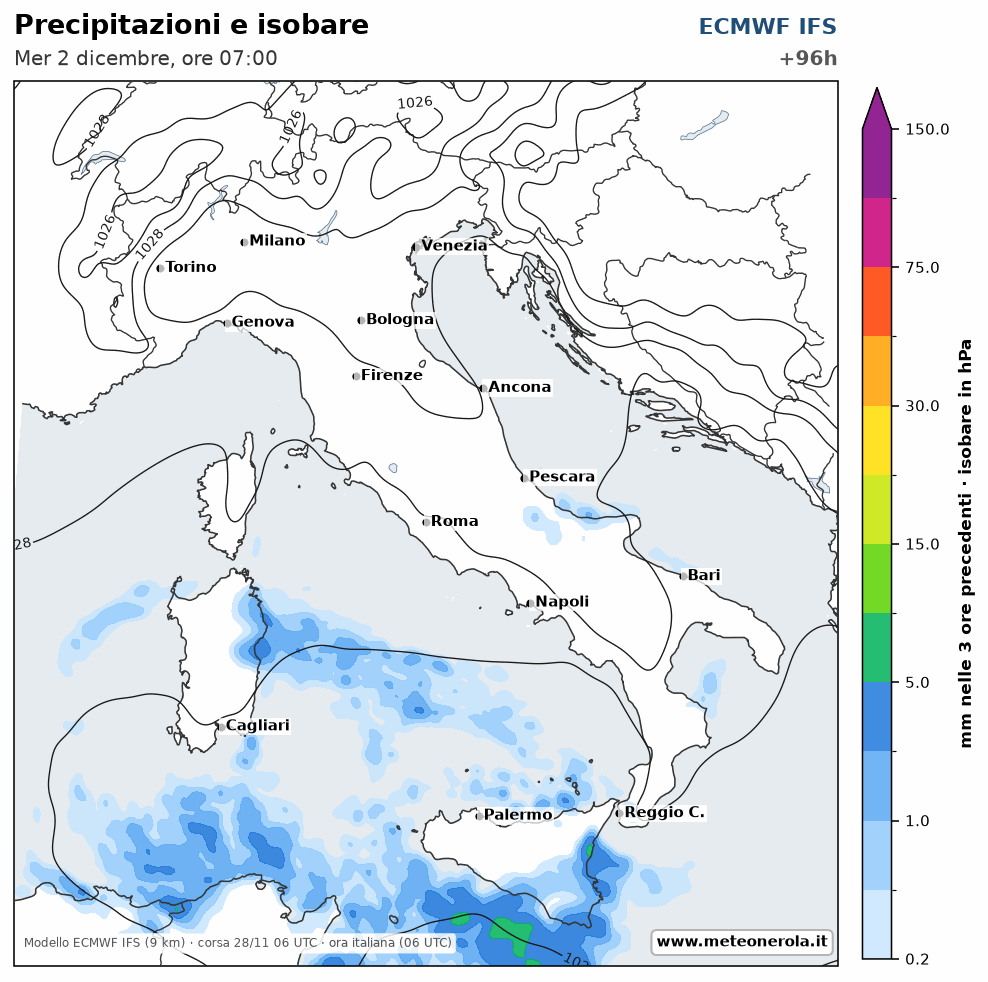 Precipitazioni e isobare
ECMWF IFS
Mer 2 dicembre, ore 07:00
+96h
1026
1028
1026
1026
1028
Milano
Venezia
Torino
Genova
Bologna
Firenze
Ancona
Pescara
Roma
28
Bari
Napoli
Cagliari
Palermo
Reggio C.
Modello ECMWF IFS (9 km) · corsa 28/11 06 UTC · ora italiana (06 UTC)
www.meteonerola.it
150.0
75.0
30.0
15.0
5.0
1.0
0.2
mm nelle 3 ore precedenti · isobare in hPa